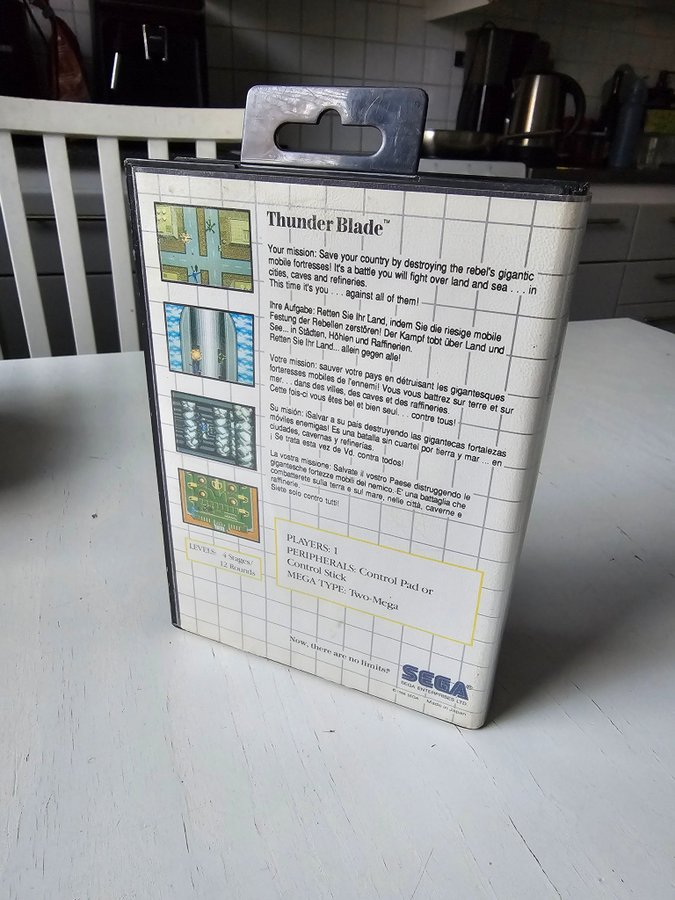 Thunder Blade™
Your mission: Save your country by destroying the rebel's gigantic
mobile fortresses! It's a battle you will fight over land and sea . . . in
cities, caves and refineries.
This time it's you . . . against all of them!
Ihre Aufgabe: Retten Sie Ihr Land, indem Sie die riesige mobile
Festung der Rebellen zerstören! Der Kampf tobt über Land und
See... in Städten, Höhlen und Raffinerien.
Retten Sie Ihr Land... allein gegen alle!
Votre mission: sauver votre pays en détruisant les gigantesques
forteresses mobiles de l'ennemi! Vous vous battrez sur terre et sur
mer... dans des villes, des caves et des raffineries.
Cette fois-ci vous êtes bel et bien seul. . . contre tous!
Su misión: ¡Salvar a su país destruyendo las gigantecas fortalezas
móviles enemigas! Es una batalla sin cuartel por tierra y mar ... en
ciudades, cavernas y refinerías.
¡ Se trata esta vez de Vd, contra todos!
La vostra missione: Salvate il vostro Paese distruggendo le
gigantesche fortezze mobili del nemico. E' una battaglia che
combatterete sulla terra e sul mare, nelle città, caverne e
raffinerie.
Siete solo contro tutti!
LEVELS: 4 Stages/
12 Rounds
PLAYERS: 1
PERIPHERALS: Control Pad or
Control Stick
MEGA TYPE: Two-Mega
Now, there are no limits!
SEGA®
SEGA ENTERPRISES LTD.
SEGA Made in Japan